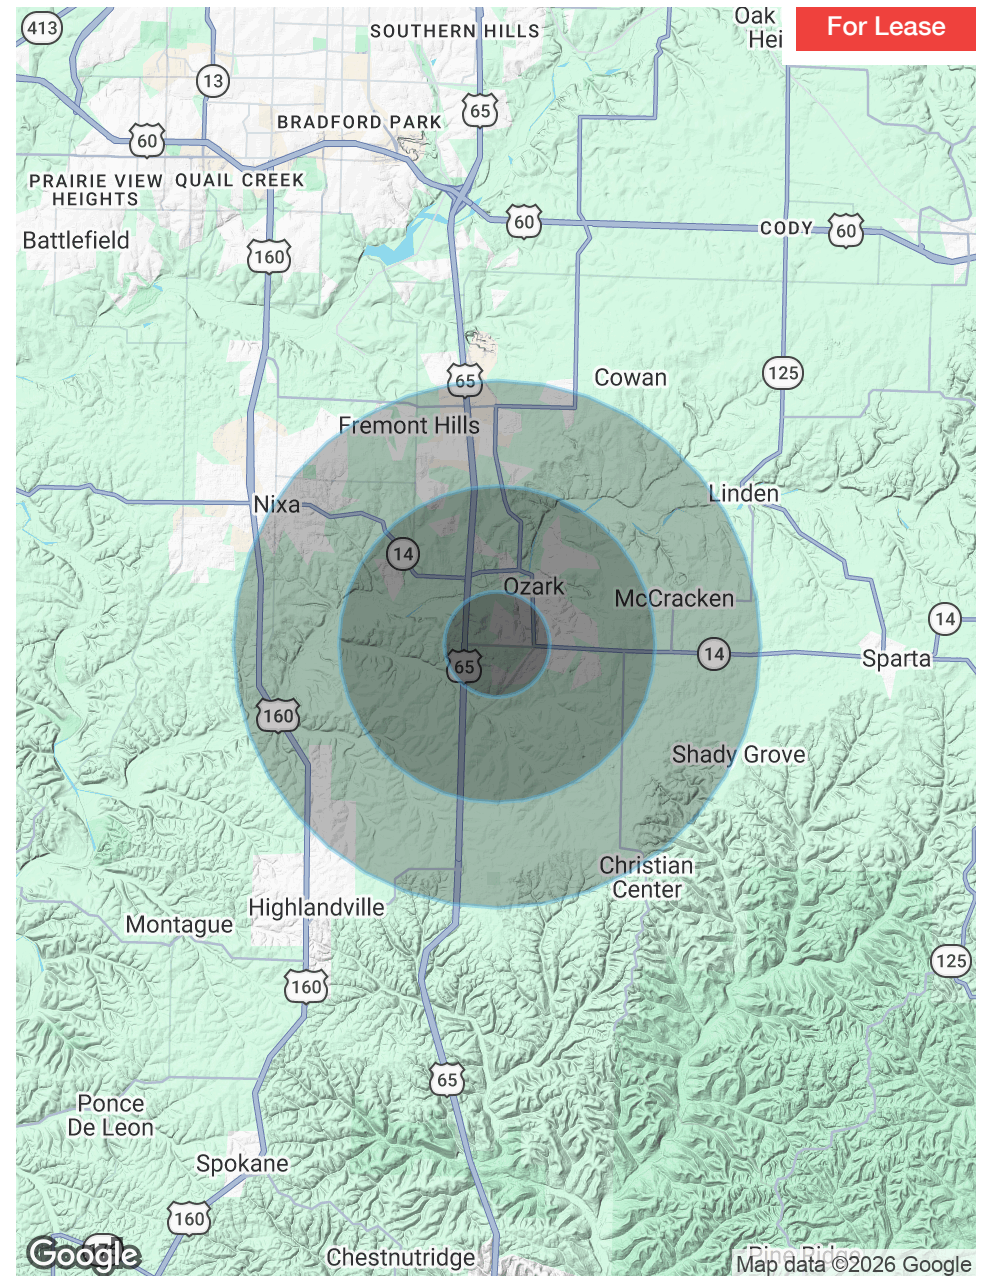 413
SOUTHERN HILLS
Oak
Hei
For Lease
13
65
BRADFORD PARK
60
PRAIRIE VIEW
HEIGHTS
QUAIL CREEK
Battlefield
60
CODY
60
160
125
Cowan
65
Fremont Hills
Linden
Nixa
14
Ozark
McCracken
14
Sparta
14
65
160
Shady Grove
Christian
Center
Highlandville
Montague
125
160
65
Ponce
De Leon
Spokane
160
Google
Chestnutridge
Pine Ridge
Map data ©2026 Google